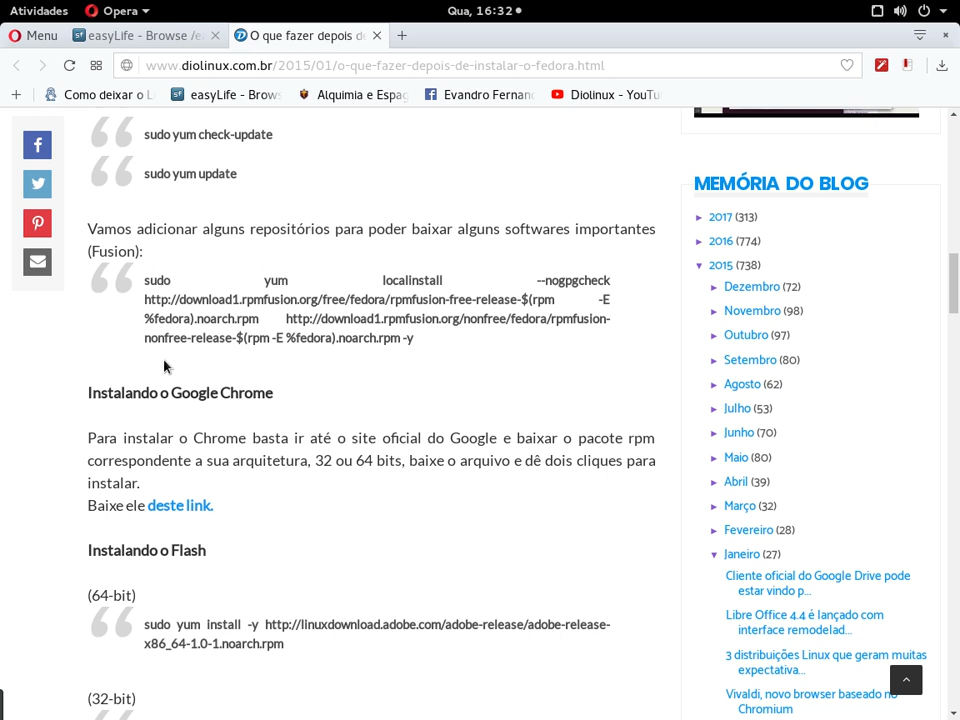 Atividades Opera Qua, 16:32
Menu easyLife - Browse /ea O que fazer depois de
www.diolinux.com.br/2015/01/o-que-fazer-depois-de-instalar-o-fedora.html
Como deixar o L easyLife - Brows Alquimia e Espag Evandro Fernan Diolinux - YouTu
sudo yum check-update
sudo yum update
Vamos adicionar alguns repositórios para poder baixar alguns softwares importantes
(Fusion):
sudo yum localinstall --nogpgcheck
http://download1.rpmfusion.org/free/fedora/rpmfusion-free-release-$(rpm -E
%fedora).noarch.rpm http://download1.rpmfusion.org/nonfree/fedora/rpmfusion-
nonfree-release-$(rpm -E %fedora).noarch.rpm -y
Instalando o Google Chrome
Para instalar o Chrome basta ir até o site oficial do Google e baixar o pacote rpm
correspondente a sua arquitetura, 32 ou 64 bits, baixe o arquivo e dê dois cliques para
instalar.
Baixe ele deste link.
Instalando o Flash
(64-bit)
sudo yum install -y http://linuxdownload.adobe.com/adobe-release/adobe-release-
x86_64-1.0-1.noarch.rpm
(32-bit)
MEMÓRIA DO BLOG
► 2017 (313)
► 2016 (774)
▼ 2015 (738)
► Dezembro (72)
► Novembro (98)
► Outubro (97)
► Setembro (80)
► Agosto (62)
► Julho (53)
► Junho (70)
► Maio (80)
► Abril (39)
► Março (32)
► Fevereiro (28)
▼ Janeiro (27)
Cliente oficial do Google Drive pode
estar vindo p...
Libre Office 4.4 é lançado com
interface remodelad...
3 distribuições Linux que geram muitas
expectativa...
Vivaldi, novo browser baseado no
Chromium